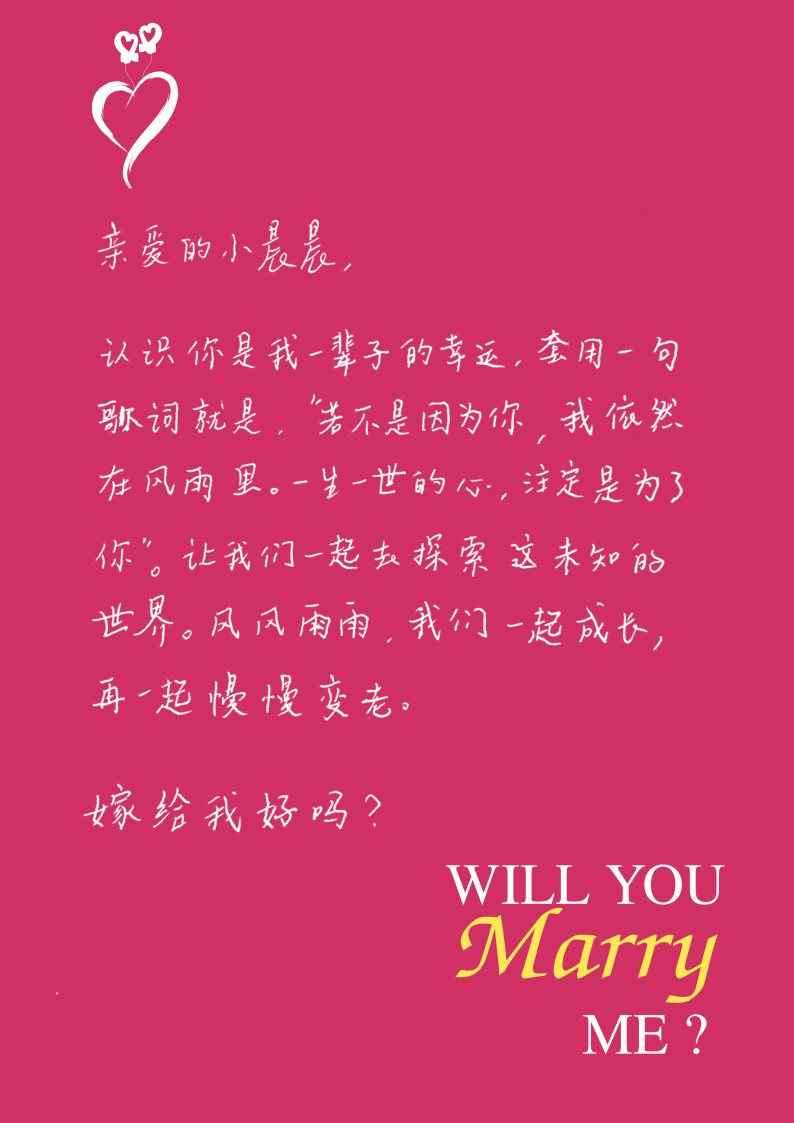 亲爱的小晨晨，
认识你是我一辈子的幸运，套用一句
歌词就是，“若不是因为你，我依然
在风雨里。一生一世的心，注定是为了
你”。让我们一起去探索这未知的
世界。风风雨雨，我们一起成长，
再一起慢慢变老。
嫁给我好吗？
WILL YOU
Marry
ME ?